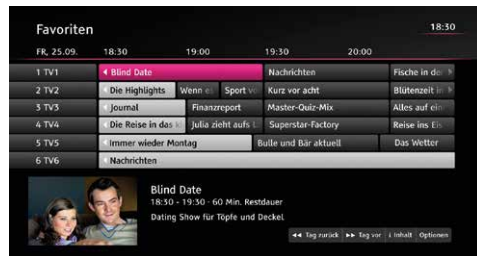 Favoriten 18:30
FR, 25.09. 18:30 19:00 19:30 20:00
1 TV1 Blind Date Nachrichten Fische in der
2 TV2 Die Highlights Wenn es Sport vo Kurz vor acht Blütenzeit in
3 TV3 Journal Finanzreport Master-Quiz-Mix Alles auf ein
4 TV4 Die Reise in das Julia zieht aufs Superstar-Factory Reise ins Eis
5 TV5 Immer wieder Montag Bulle und Bär aktuell Das Wetter
6 TV6 Nachrichten
Blind Date
18:30 - 19:30 · 60 Min. Restdauer
Dating Show für Töpfe und Deckel
Tag zurück Tag vor i Inhalt Optionen